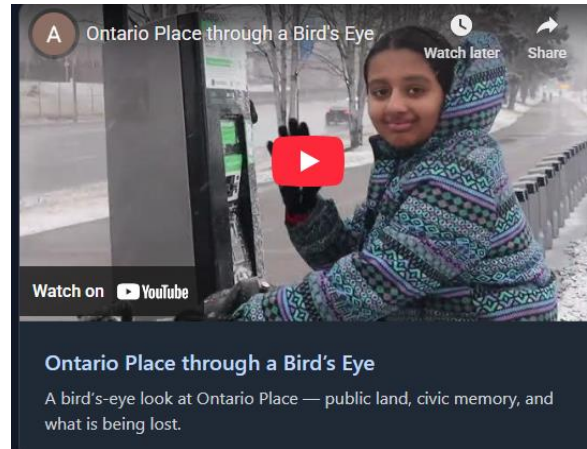 A
Ontario Place through a Bird's Eye
Watch later
Share
Watch on YouTube
Ontario Place through a Bird’s Eye
A bird’s-eye look at Ontario Place — public land, civic memory, and
what is being lost.